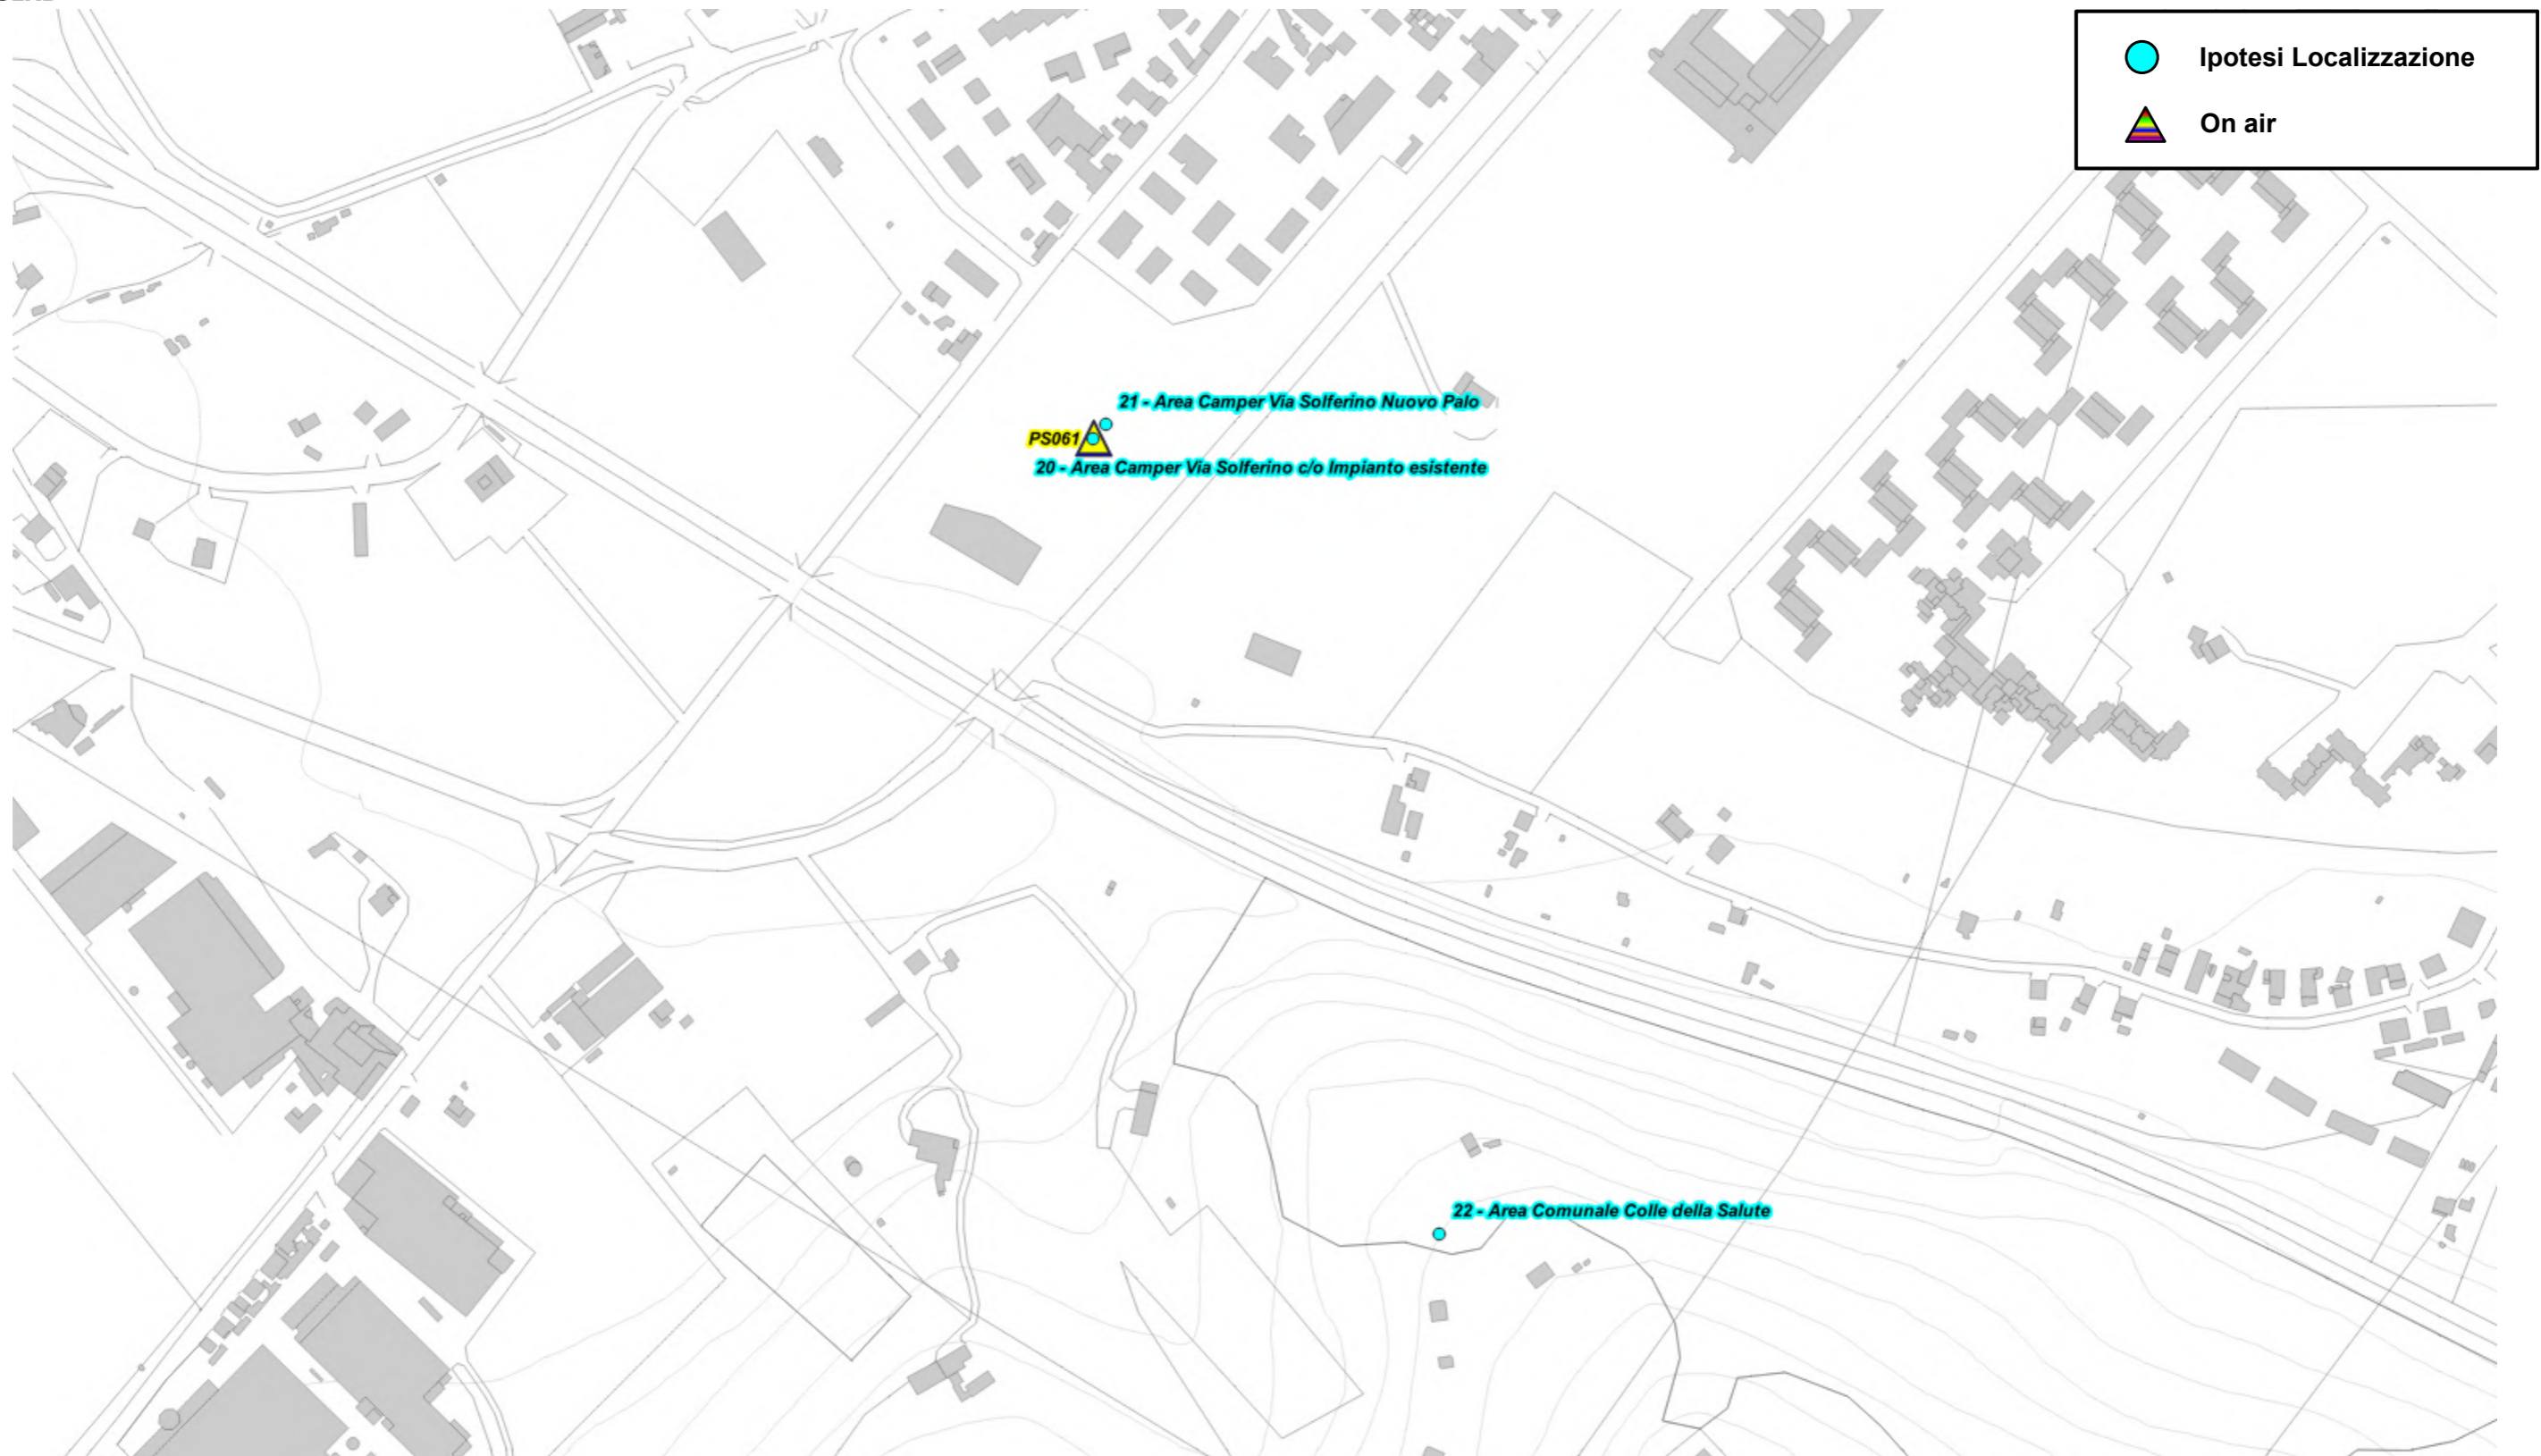 Ipotesi Localizzazione
On air
21 - Area Camper Via Solferino Nuovo Palo
PS061
20 - Area Camper Via Solferino c/o Impianto esistente
22 - Area Comunale Colle della Salute